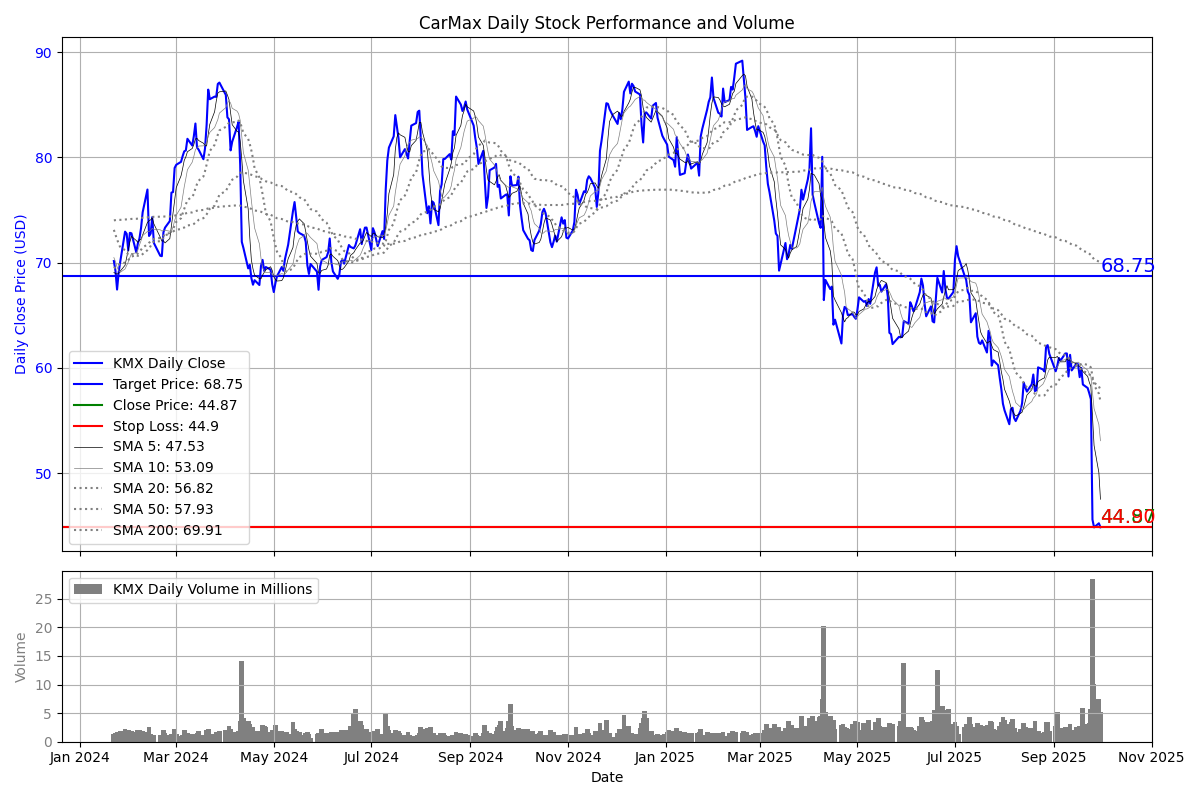 CarMax Daily Stock Performance and Volume
Daily Close Price (USD)
90
80
70
60
50
68.75
KMX Daily Close
Target Price: 68.75
Close Price: 44.87
Stop Loss: 44.9
SMA 5: 47.53
SMA 10: 53.09
SMA 20: 56.82
SMA 50: 57.93
SMA 200: 69.91
KMX Daily Volume in Millions
Volume
25
20
15
10
5
0
Jan 2024 Mar 2024 May 2024 Jul 2024 Sep 2024 Nov 2024 Jan 2025 Mar 2025 May 2025 Jul 2025 Sep 2025 Nov 2025
Date